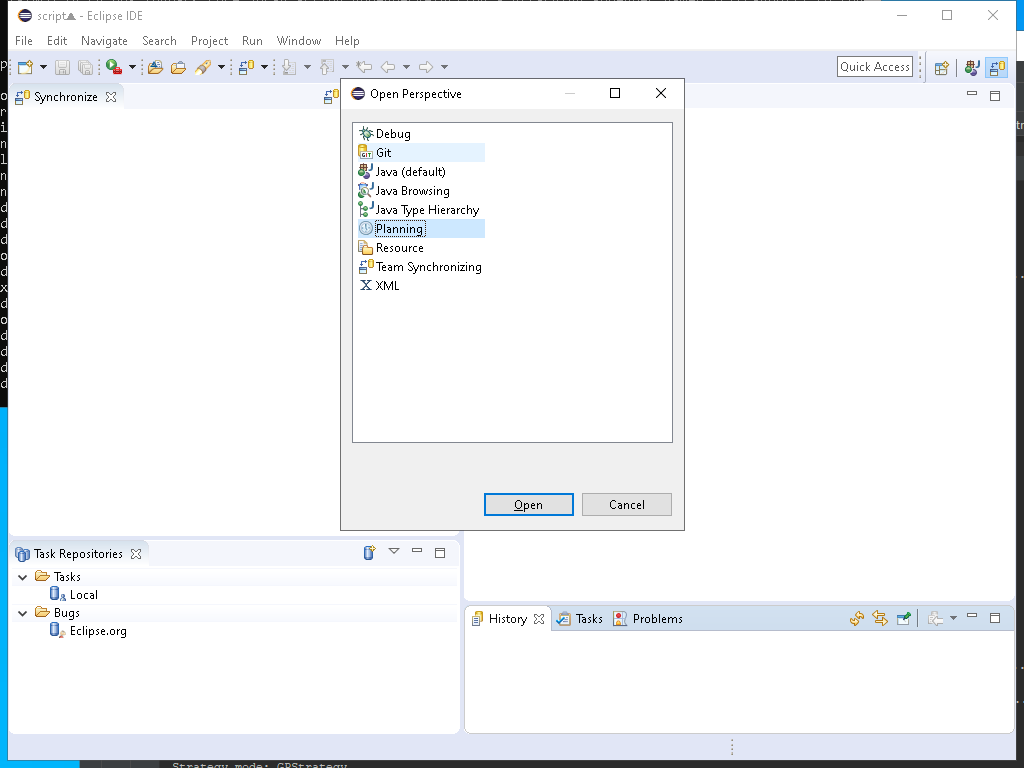 script▲ - Eclipse IDE
File Edit Navigate Search Project Run Window Help
Quick Access
Synchronize
Open Perspective
Debug
Git
Java (default)
Java Browsing
Java Type Hierarchy
Planning
Resource
Team Synchronizing
XML
Open Cancel
Task Repositories
Tasks
Local
Bugs
Eclipse.org
History Tasks Problems
Strategy mode: GPStrategy